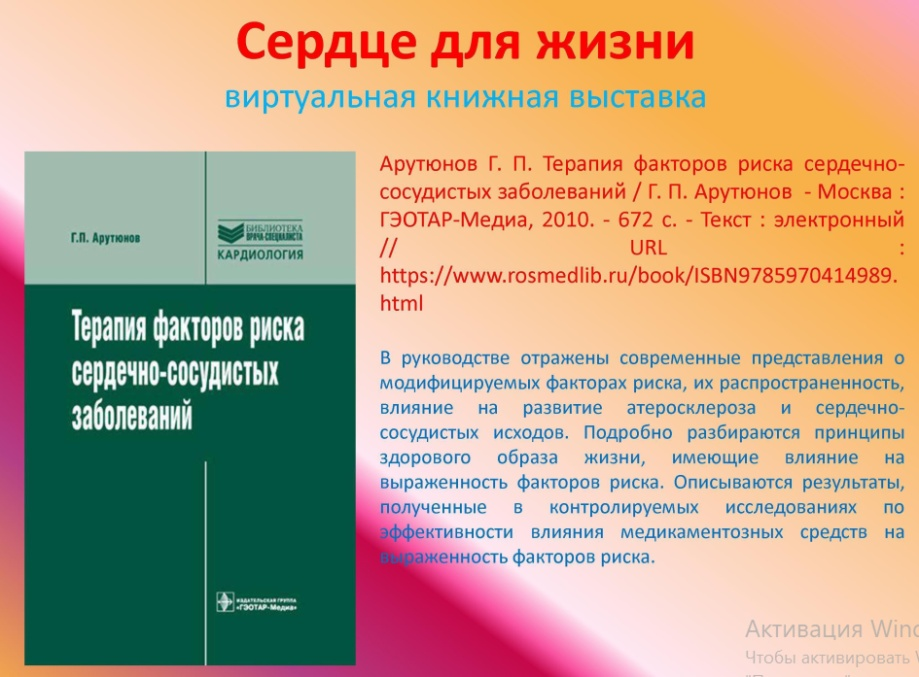 Сердце для жизни
виртуальная книжная выставка
Г.П. Арутюнов
БИБЛИОТЕКА
ВРАЧА-СПЕЦИАЛИСТА
КАРДИОЛОГИЯ
Терапия факторов риска
сердечно-сосудистых
заболеваний
ИЗДАТЕЛЬСКАЯ ГРУППА
«ГЭОТАР-Медиа»
Арутюнов Г. П. Терапия факторов риска сердечно-
сосудистых заболеваний / Г. П. Арутюнов - Москва :
ГЭОТАР-Медиа, 2010. - 672 с. - Текст : электронный
// URL :
https://www.rosmedlib.ru/book/ISBN9785970414989.
html
В руководстве отражены современные представления о
модифицируемых факторах риска, их распространенность,
влияние на развитие атеросклероза и сердечно-
сосудистых исходов. Подробно разбираются принципы
здорового образа жизни, имеющие влияние на
выраженность факторов риска. Описываются результаты,
полученные в контролируемых исследованиях по
эффективности влияния медикаментозных средств на
выраженность факторов риска.
Активация Wind
Чтобы активировать